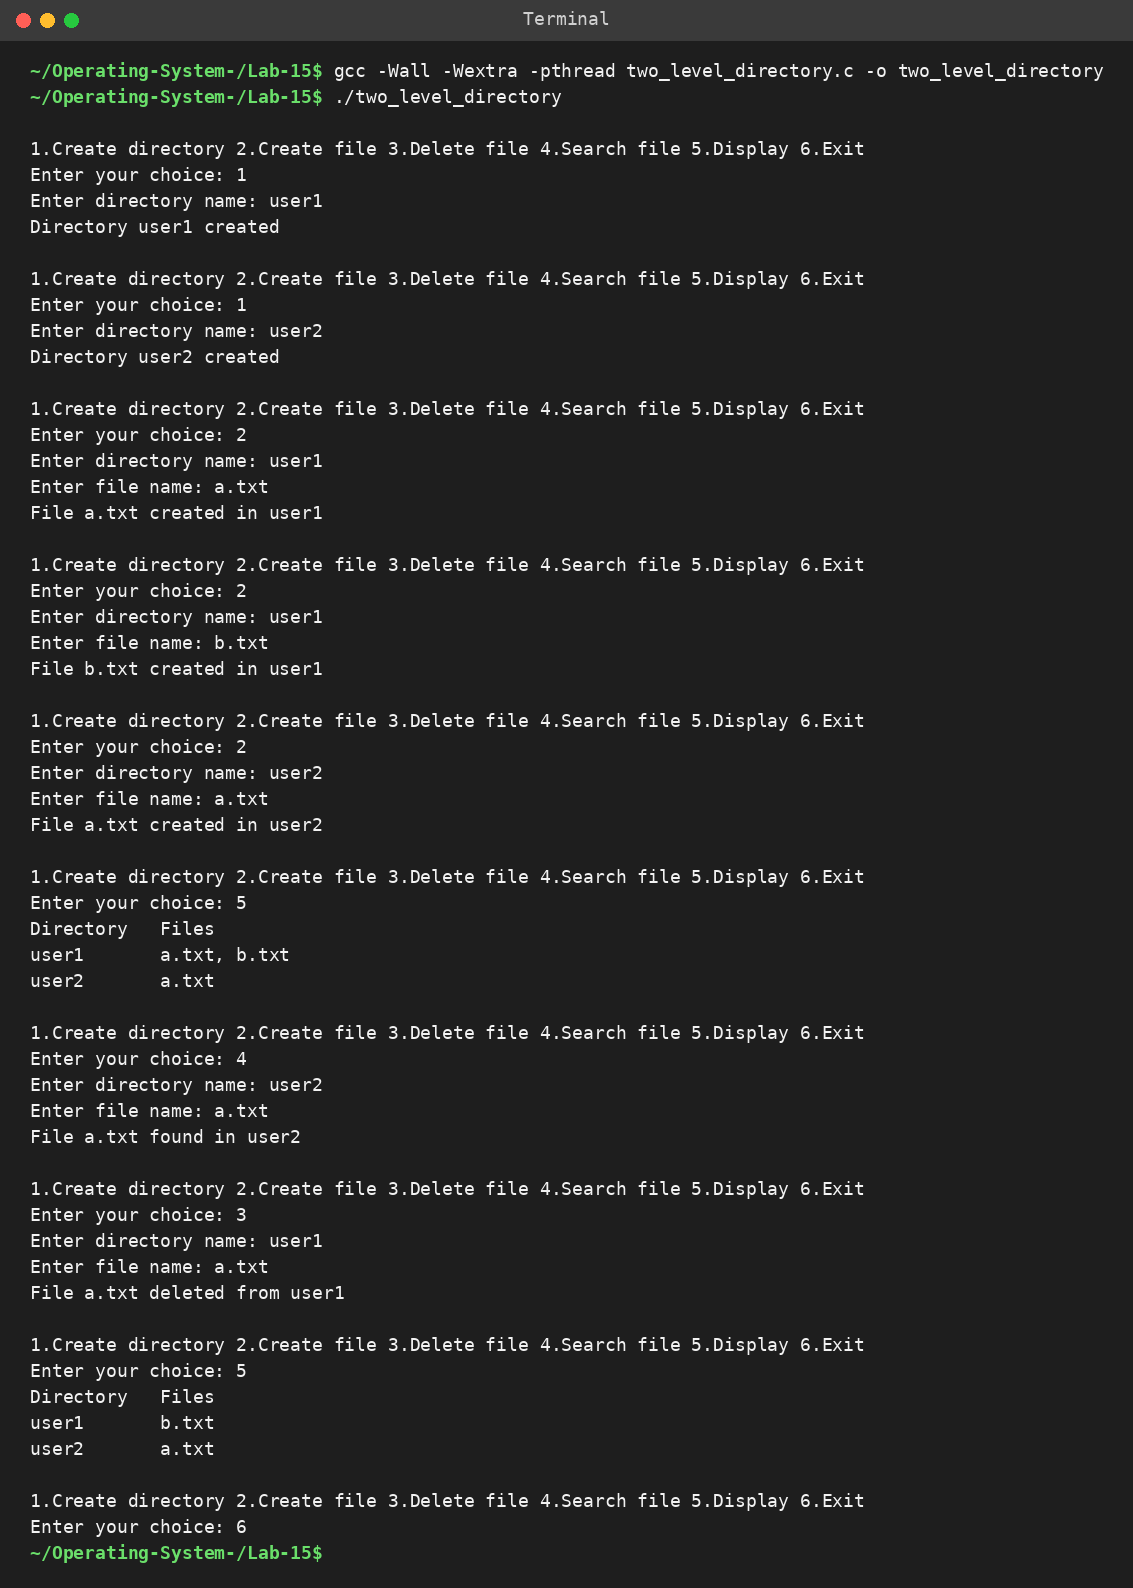 Terminal
~/Operating-System-/Lab-15$ gcc -Wall -Wextra -pthread two_level_directory.c -o two_level_directory
~/Operating-System-/Lab-15$ ./two_level_directory

1.Create directory 2.Create file 3.Delete file 4.Search file 5.Display 6.Exit
Enter your choice: 1
Enter directory name: user1
Directory user1 created

1.Create directory 2.Create file 3.Delete file 4.Search file 5.Display 6.Exit
Enter your choice: 1
Enter directory name: user2
Directory user2 created

1.Create directory 2.Create file 3.Delete file 4.Search file 5.Display 6.Exit
Enter your choice: 2
Enter directory name: user1
Enter file name: a.txt
File a.txt created in user1

1.Create directory 2.Create file 3.Delete file 4.Search file 5.Display 6.Exit
Enter your choice: 2
Enter directory name: user1
Enter file name: b.txt
File b.txt created in user1

1.Create directory 2.Create file 3.Delete file 4.Search file 5.Display 6.Exit
Enter your choice: 2
Enter directory name: user2
Enter file name: a.txt
File a.txt created in user2

1.Create directory 2.Create file 3.Delete file 4.Search file 5.Display 6.Exit
Enter your choice: 5
Directory   Files
user1       a.txt, b.txt
user2       a.txt

1.Create directory 2.Create file 3.Delete file 4.Search file 5.Display 6.Exit
Enter your choice: 4
Enter directory name: user2
Enter file name: a.txt
File a.txt found in user2

1.Create directory 2.Create file 3.Delete file 4.Search file 5.Display 6.Exit
Enter your choice: 3
Enter directory name: user1
Enter file name: a.txt
File a.txt deleted from user1

1.Create directory 2.Create file 3.Delete file 4.Search file 5.Display 6.Exit
Enter your choice: 5
Directory   Files
user1       b.txt
user2       a.txt

1.Create directory 2.Create file 3.Delete file 4.Search file 5.Display 6.Exit
Enter your choice: 6
~/Operating-System-/Lab-15$